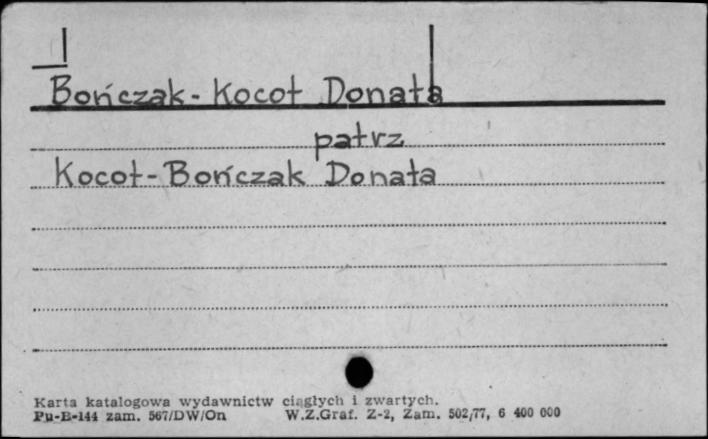 Bończak-Kocot Donata
patrz
Kocot-Bończak Donata
Karta katalogowa wydawnictw ciągłych i zwartych.
Pu-B-144 zam. 567/DW/On W.Z.Graf. Z-2, Zam. 502/77, 6 400 000